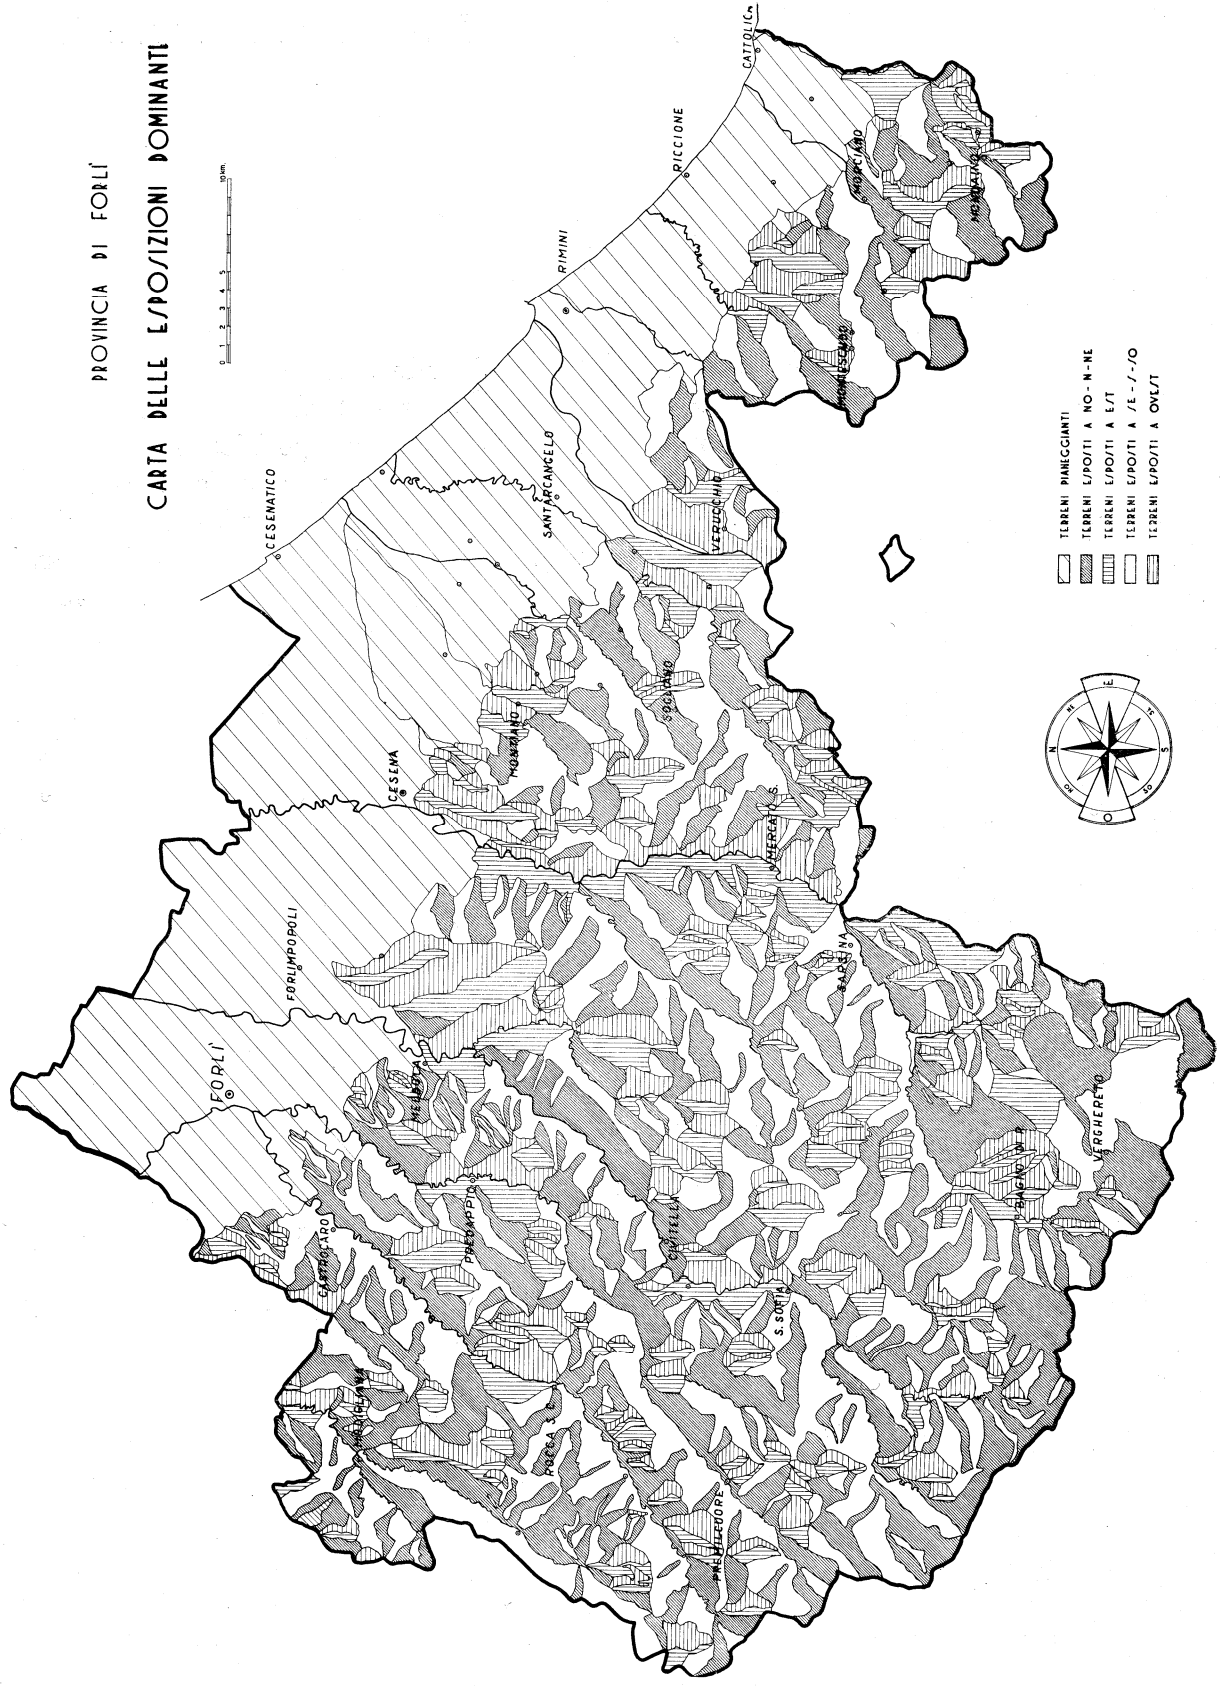 PROVINCIA DI FORLÌ
CARTA DELLE ESPOSIZIONI DOMINANTI
0 1 2 3 4 5 10 km.
CATTOLICA
RICCIONE
RIMINI
CESENATICO
SANTARCANGELO
MORCIANO
MONDAINO
MONTESCUDO
VERUCCHIO
SOGLIANO
MONTIANO
CESENA
MERCATO S.
FORLIMPOPOLI
FORLÌ
SARSINA
MELDOLA
PREDAPPIO
CIVITELLA
S. SOFIA
CASTROCARO
ROCCA S. C.
PREMILCUORE
BAGNO IN R.
VERGHERETO
TERRENI PIANEGGIANTI
TERRENI ESPOSTI A NO - N - NE
TERRENI ESPOSTI A EST
TERRENI ESPOSTI A SE - S - SO
TERRENI ESPOSTI A OVEST
N
NE
E
SE
S
SO
O
NO